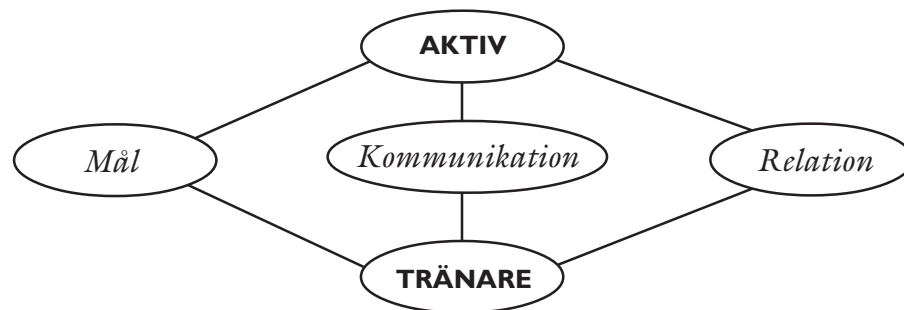 AKTIV
Mål
Kommunikation
Relation
TRÄNARE